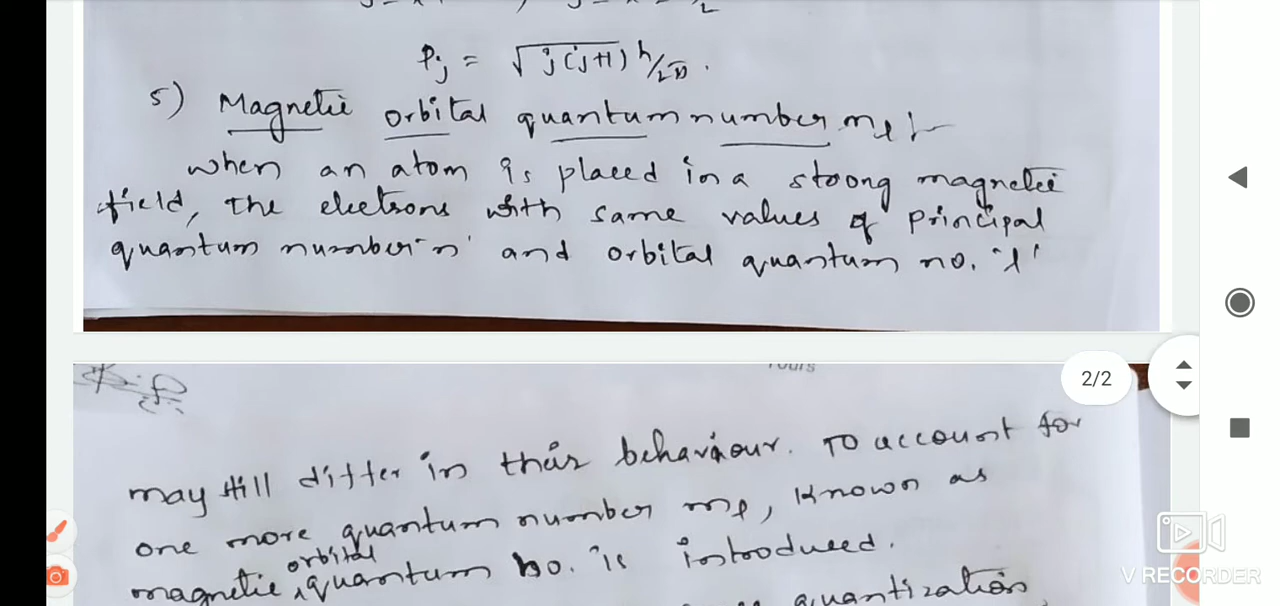 Pj = √j(j+1) h/2π .
5) Magnetic orbital quantum number ml :-
when an atom is placed in a strong magnetic
field, the electrons with same values of principal
quantum number 'n' and orbital quantum no. 'l'
2/2
may still differ in their behaviour. To account for
one more quantum number ml, known as
orbital
magnetic ^ quantum no. is introduced.
quantization
V RECORDER